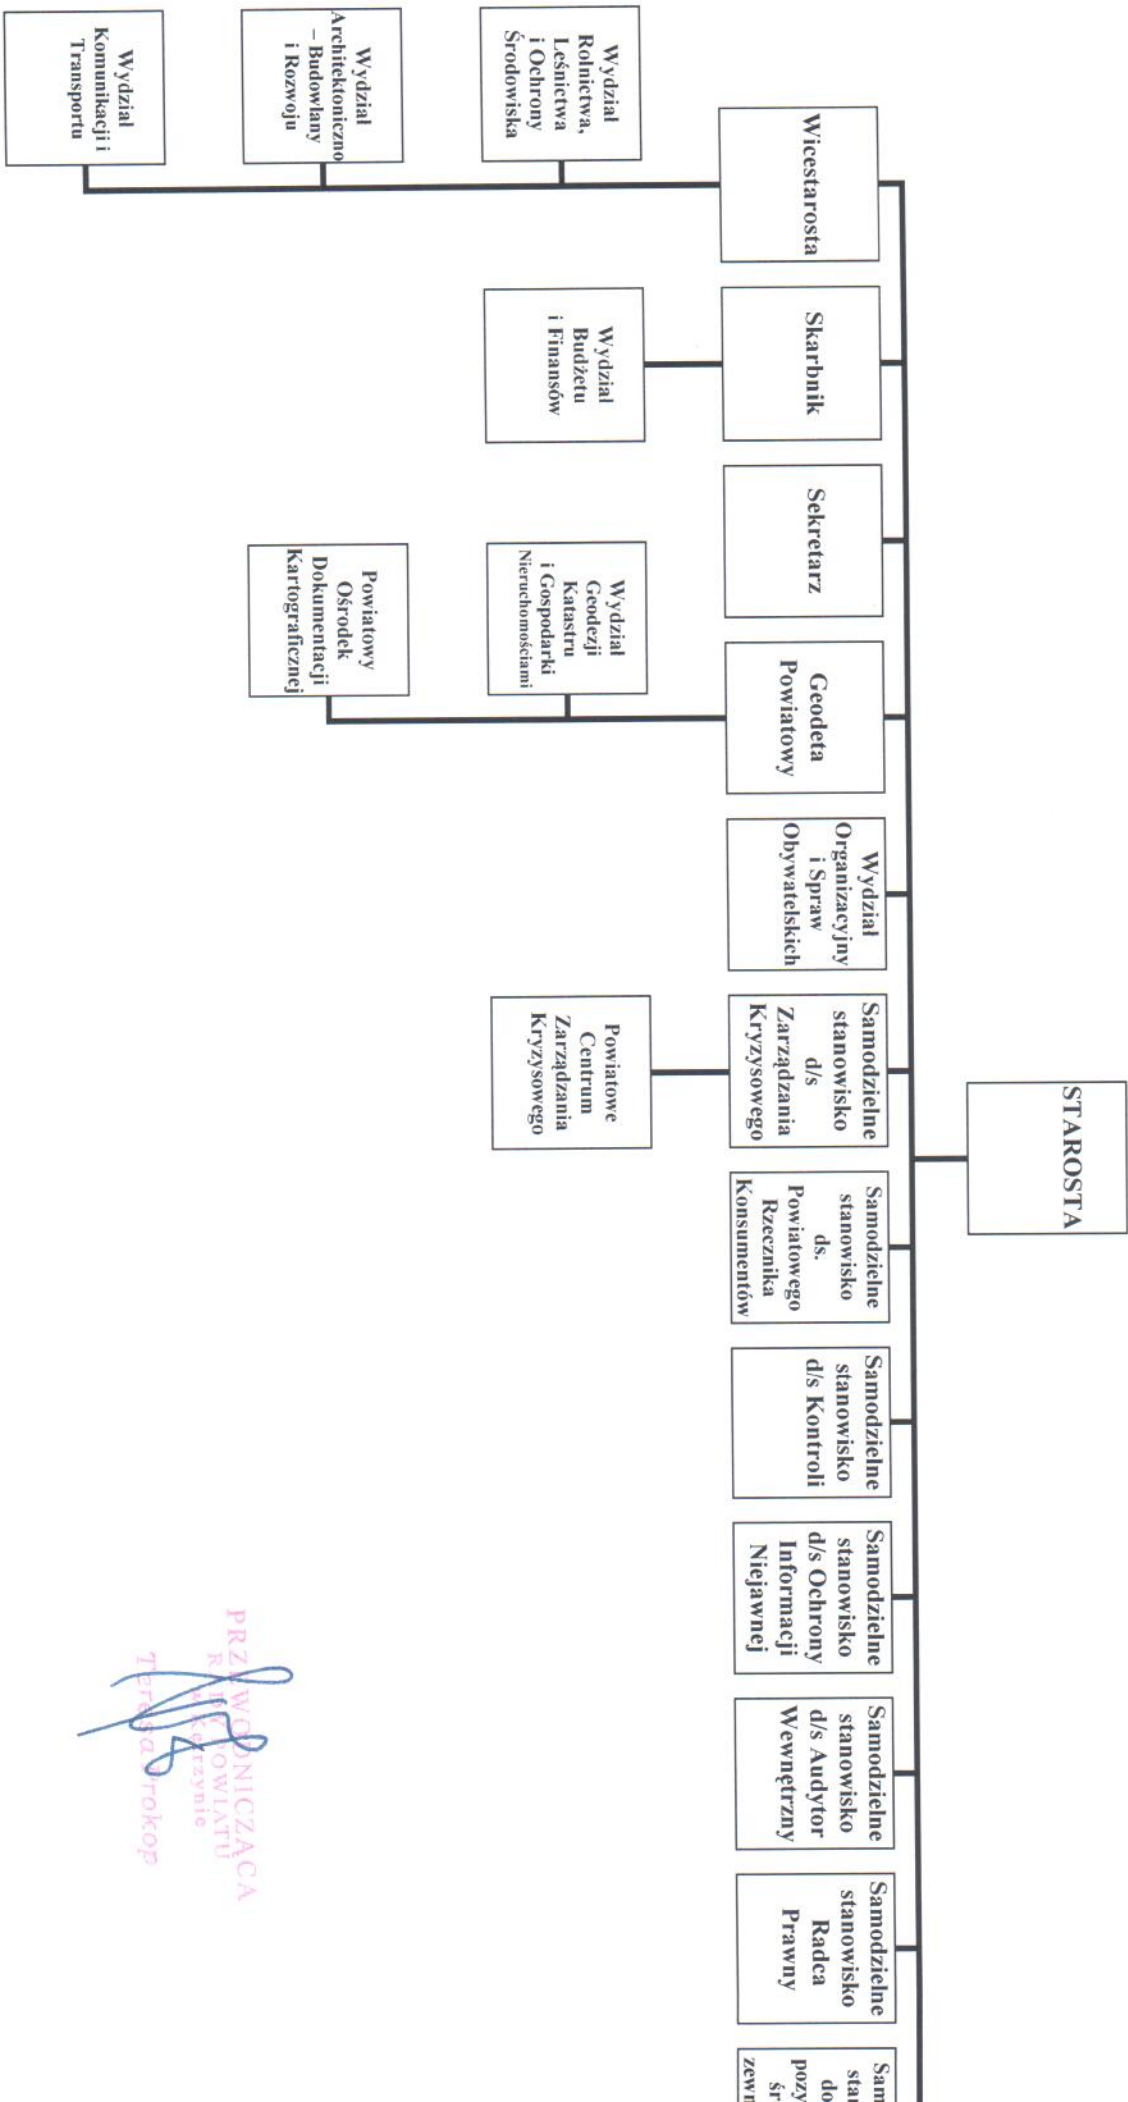 STAROSTA
Wicestarosta
Skarbnik
Sekretarz
Geodeta
Powiatowy
Wydział
Organizacyjny
i Spraw
Obywatelskich
Samodzielne
stanowisko
d/s
Zarządzania
Kryzysowego
Samodzielne
stanowisko
ds.
Powiatowego
Rzecznika
Konsumentów
Samodzielne
stanowisko
d/s Kontroli
Samodzielne
stanowisko
d/s Ochrony
Informacji
Niejawnej
Samodzielne
stanowisko
d/s Audytor
Wewnętrzny
Samodzielne
stanowisko
Radca
Prawny
Wydział
Rolnictwa,
Leśnictwa
i Ochrony
Środowiska
Wydział
Budżetu
i Finansów
Wydział
Geodezji
Katastru
i Gospodarki
Nieruchomościami
Powiatowe
Centrum
Zarządzania
Kryzysowego
Wydział
Architektoniczno
– Budowlany
i Rozwoju
Powiatowy
Ośrodek
Dokumentacji
Kartograficznej
Wydział
Komunikacji i
Transportu
PRZEWODNICZĄCA
RADY POWIATU
w Kętrzynie
Teresa Prokop